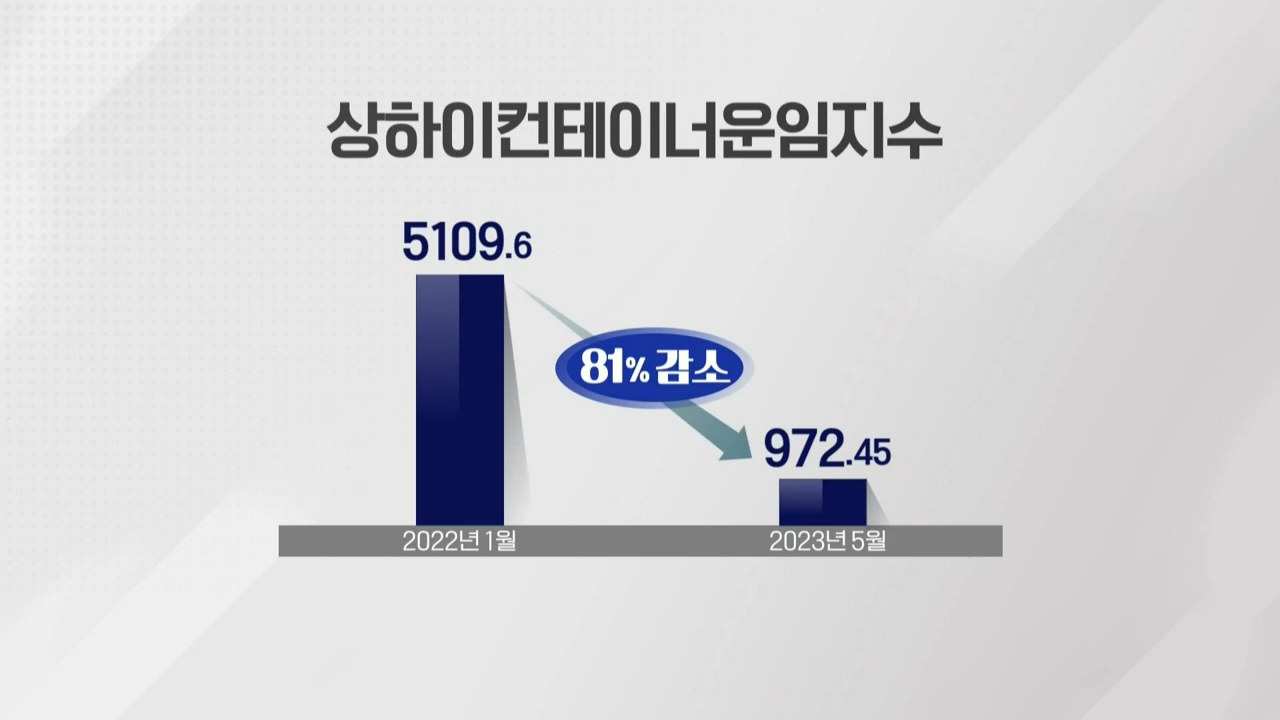 상하이컨테이너운임지수
5109.6
81% 감소
972.45
2022년 1월
2023년 5월